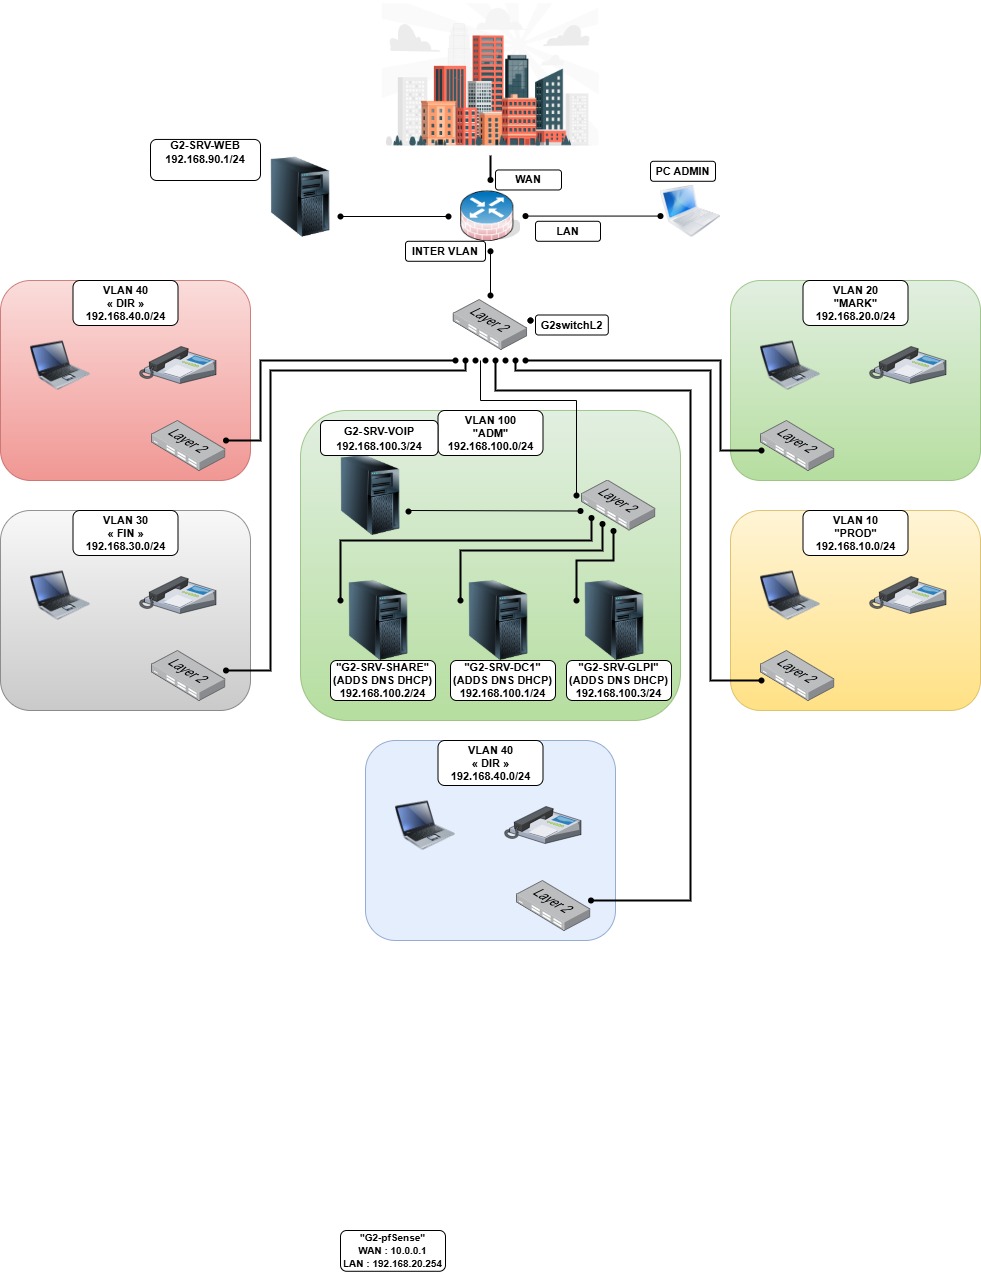 G2-SRV-WEB
192.168.90.1/24
WAN
PC ADMIN
LAN
INTER VLAN
Layer 2
G2switchL2
VLAN 40
« DIR »
192.168.40.0/24
Layer 2
VLAN 20
"MARK"
192.168.20.0/24
Layer 2
G2-SRV-VOIP
192.168.100.3/24
VLAN 100
"ADM"
192.168.100.0/24
Layer 2
"G2-SRV-SHARE"
(ADDS DNS DHCP)
192.168.100.2/24
"G2-SRV-DC1"
(ADDS DNS DHCP)
192.168.100.1/24
"G2-SRV-GLPI"
(ADDS DNS DHCP)
192.168.100.3/24
VLAN 30
« FIN »
192.168.30.0/24
Layer 2
VLAN 10
"PROD"
192.168.10.0/24
Layer 2
VLAN 40
« DIR »
192.168.40.0/24
Layer 2
"G2-pfSense"
WAN : 10.0.0.1
LAN : 192.168.20.254